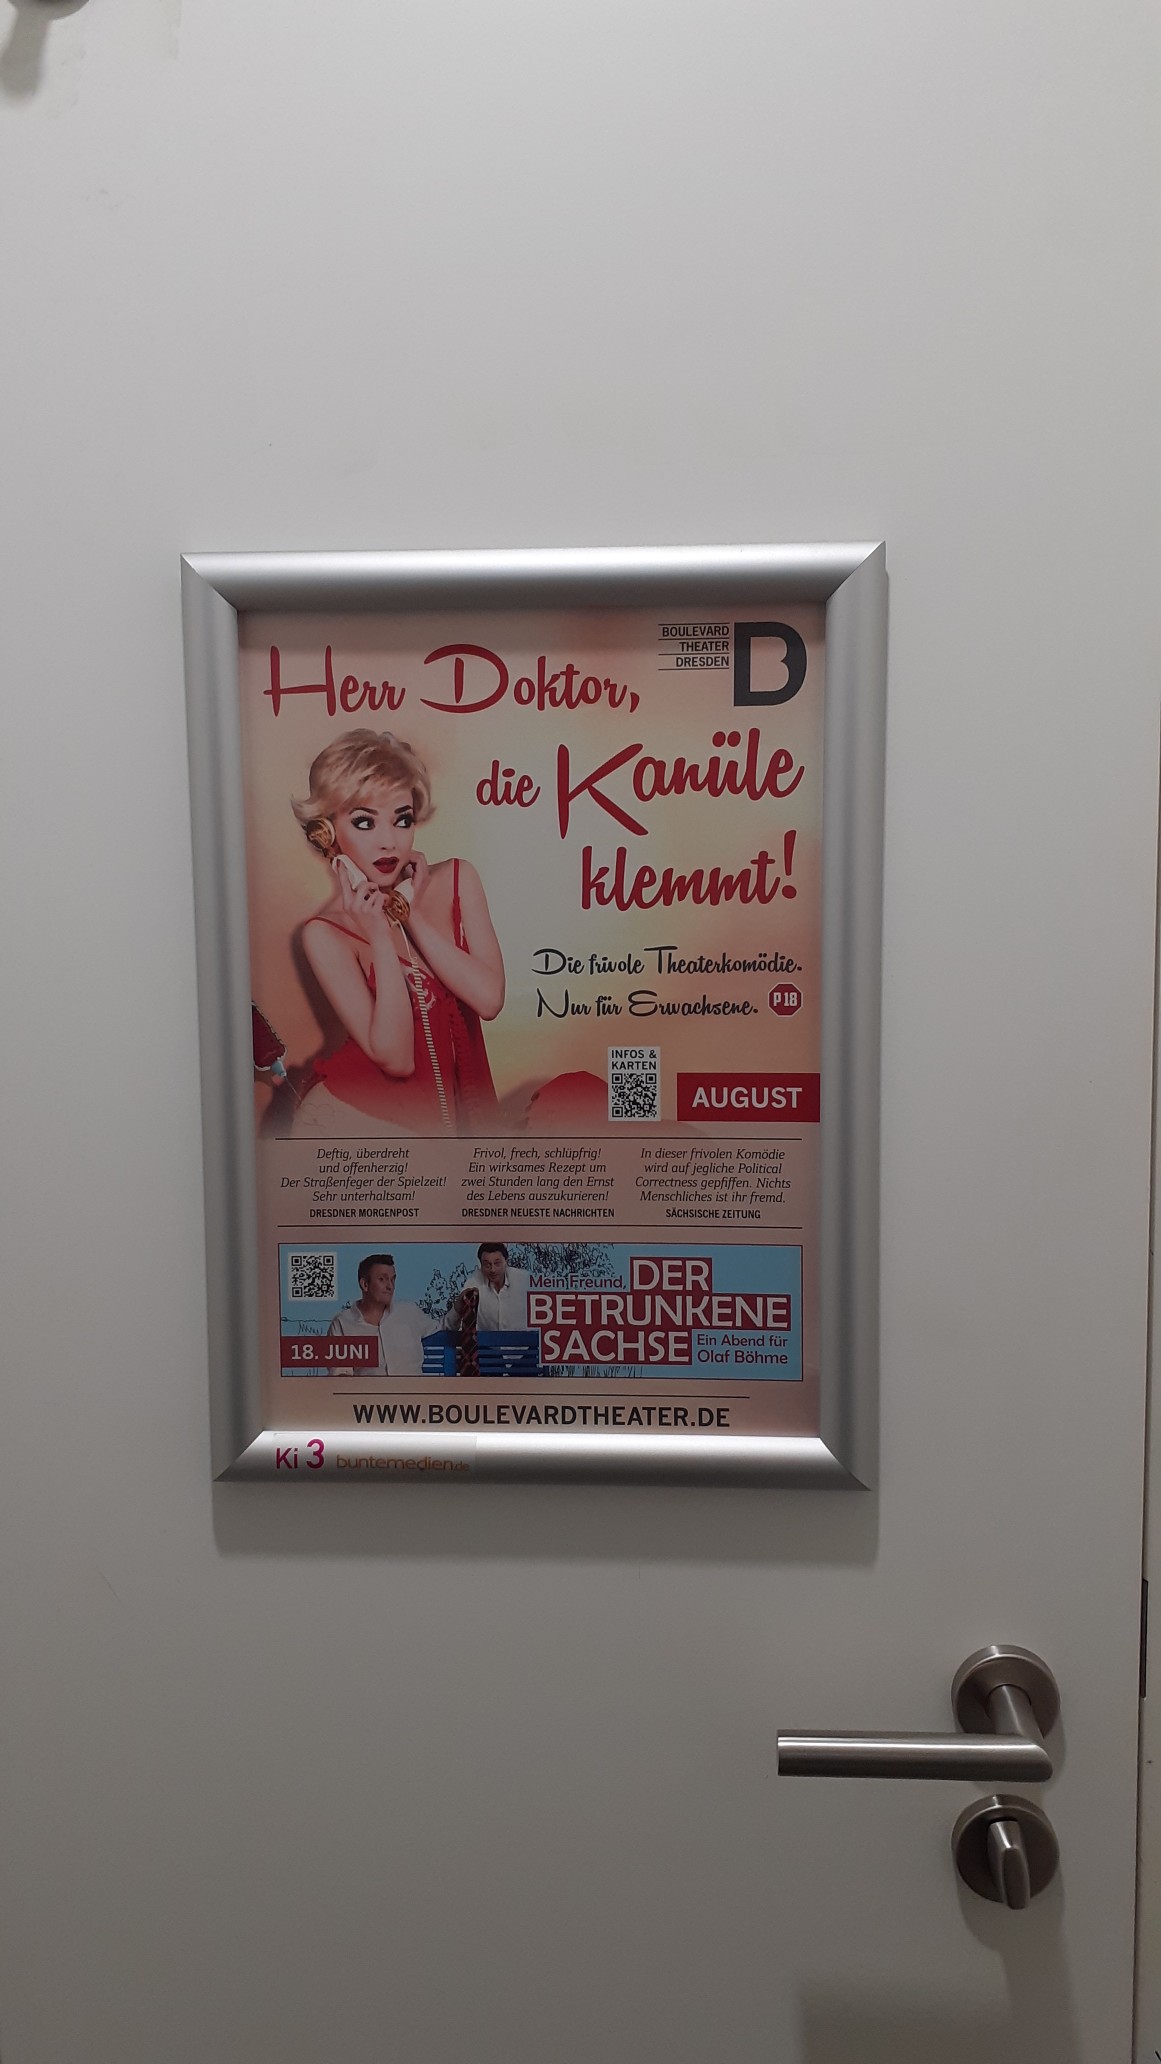 BOULEVARD
THEATER
DRESDEN
B
Herr Doktor,
die Kanüle
klemmt!
Die frivole Theaterkomödie.
Nur für Erwachsene. P18
INFOS &
KARTEN
AUGUST
Deftig, überdreht
und offenherzig!
Der Straßenfeger der Spielzeit!
Sehr unterhaltsam!
DRESDNER MORGENPOST
Frivol, frech, schlüpfrig!
Ein wirksames Rezept um
zwei Stunden lang den Ernst
des Lebens auszukurieren!
DRESDNER NEUESTE NACHRICHTEN
In dieser frivolen Komödie
wird auf jegliche Political
Correctness gepfiffen. Nichts
Menschliches ist ihr fremd.
SÄCHSISCHE ZEITUNG
18. JUNI
Mein Freund, DER
BETRUNKENE
SACHSE
Ein Abend für
Olaf Böhme
WWW.BOULEVARDTHEATER.DE
Ki 3 buntemedien.de